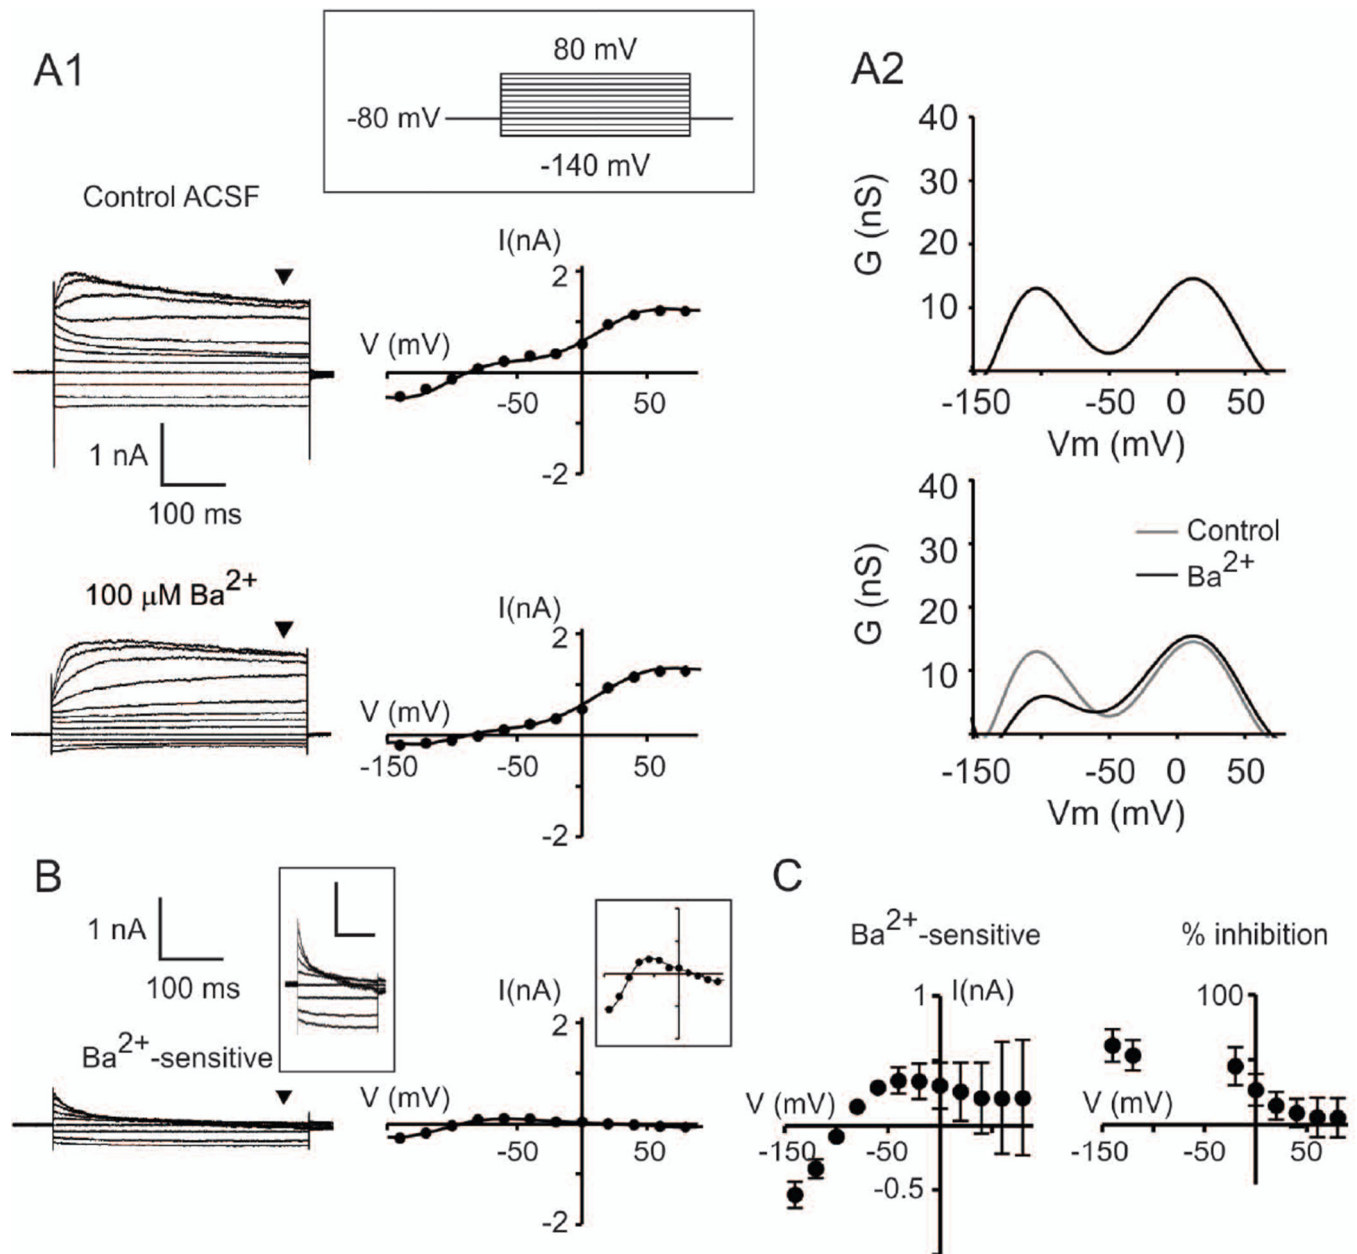 A1
80 mV
-80 mV
-140 mV
Control ACSF
I(nA)
2
V (mV)
-50
50
-2
1 nA
100 ms
A2
40
30
20
10
G (nS)
-150
-50
0
50
Vm (mV)
100 μM Ba2+
I(nA)
2
V (mV)
-150
-50
50
-2
40
30
20
10
G (nS)
Control
Ba2+
-150
-50
0
50
Vm (mV)
B
1 nA
100 ms
Ba2+-sensitive
I(nA)
2
V (mV)
-50
50
-2
C
Ba2+-sensitive
1
I(nA)
V (mV)
-150
-50
-0.5
% inhibition
100
V (mV)
-150
-50
50